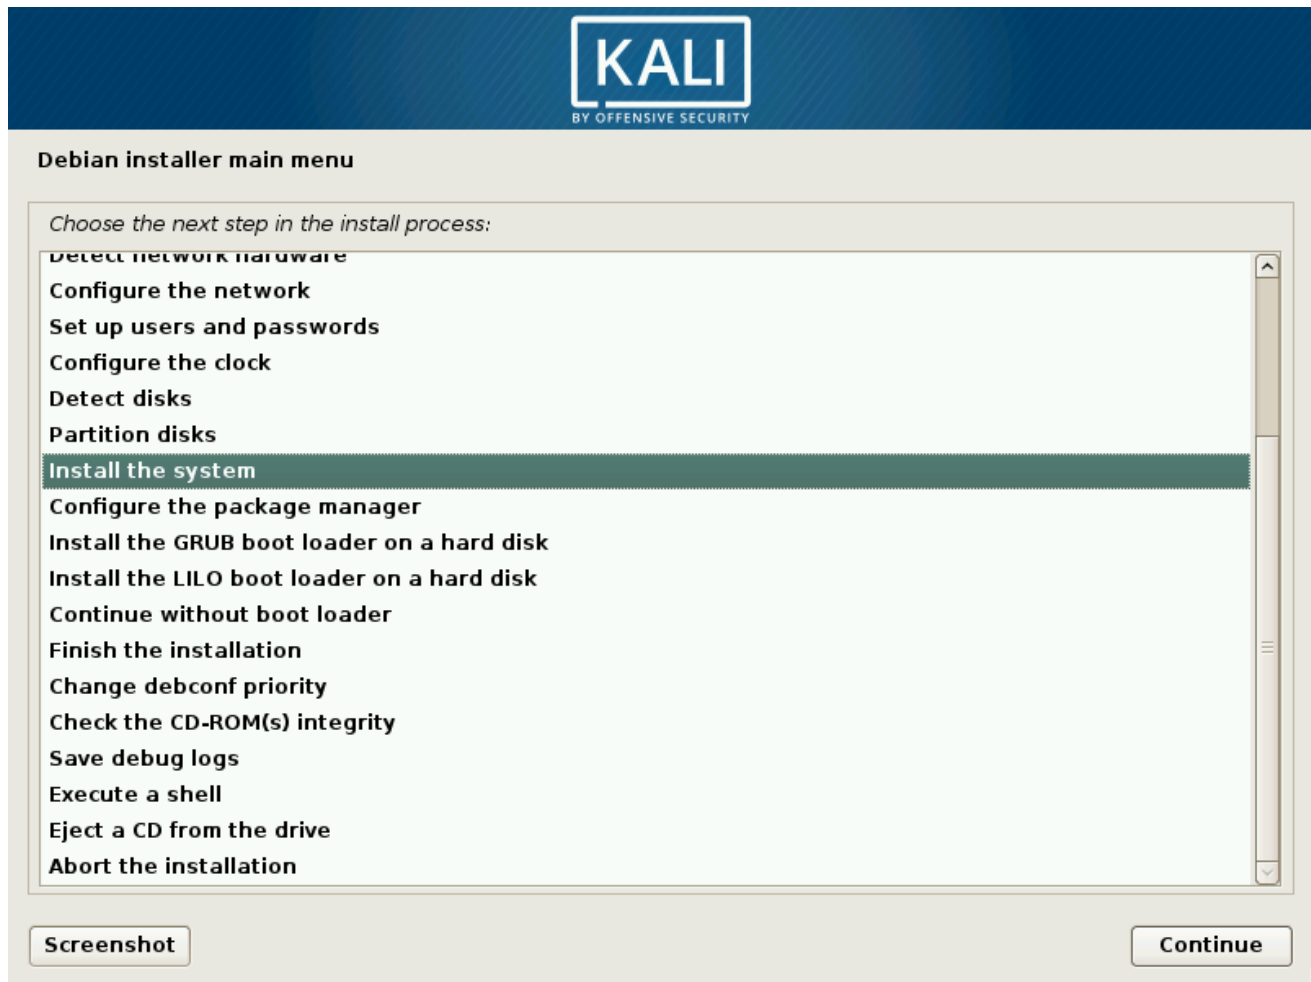 KALI
BY OFFENSIVE SECURITY
Debian installer main menu
Choose the next step in the install process:
Detect network hardware
Configure the network
Set up users and passwords
Configure the clock
Detect disks
Partition disks
Install the system
Configure the package manager
Install the GRUB boot loader on a hard disk
Install the LILO boot loader on a hard disk
Continue without boot loader
Finish the installation
Change debconf priority
Check the CD-ROM(s) integrity
Save debug logs
Execute a shell
Eject a CD from the drive
Abort the installation
Screenshot
Continue